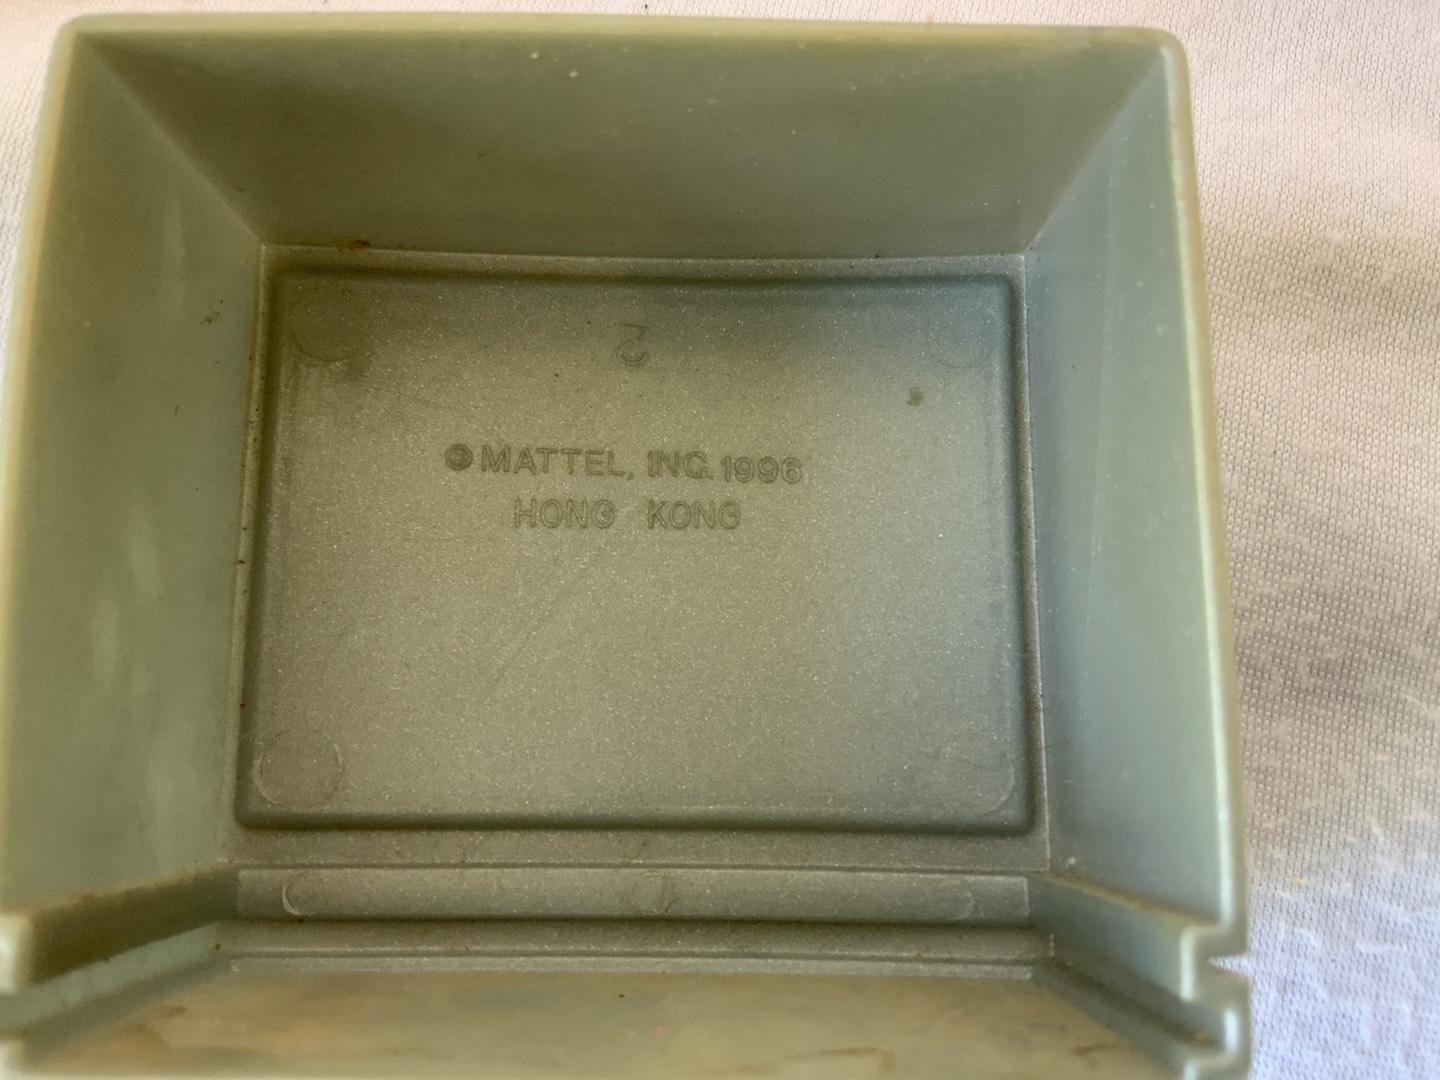 2
© MATTEL, INC. 1996
HONG KONG